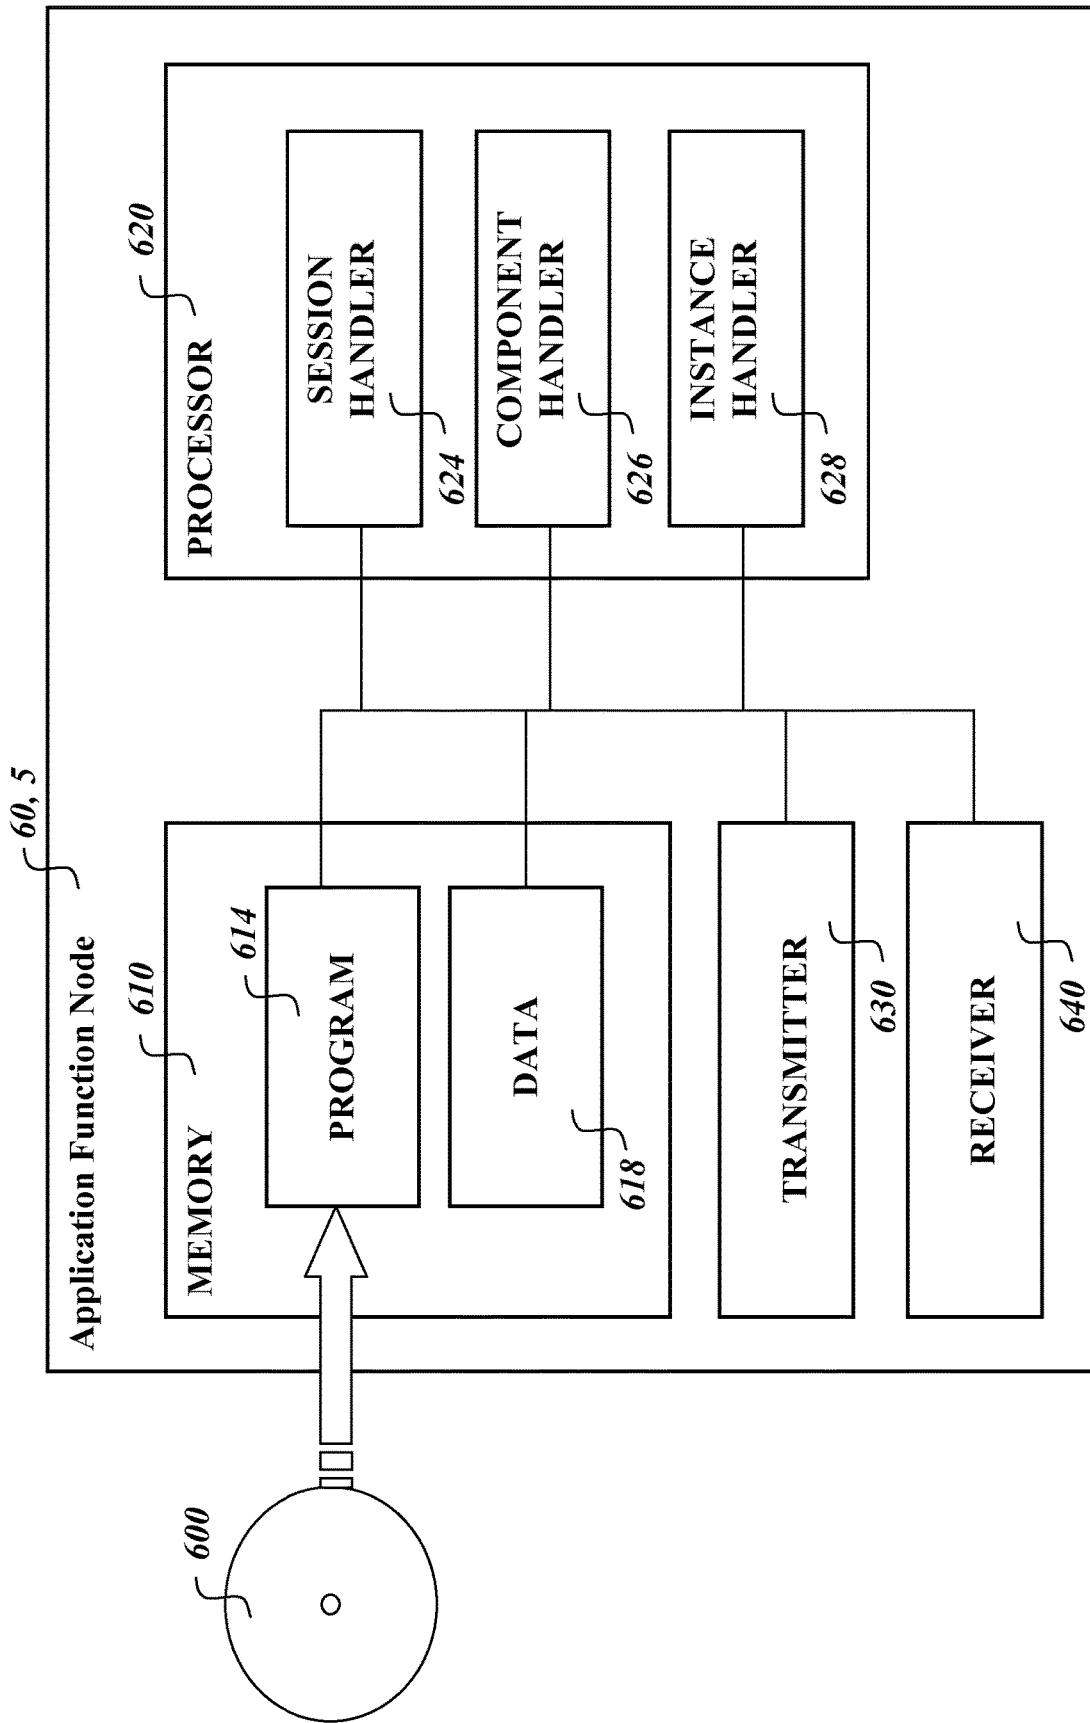 60, 5
Application Function Node
600
610
MEMORY
614
PROGRAM
DATA
618
TRANSMITTER
630
RECEIVER
640
620
PROCESSOR
SESSION
HANDLER
624
COMPONENT
HANDLER
626
INSTANCE
HANDLER
628